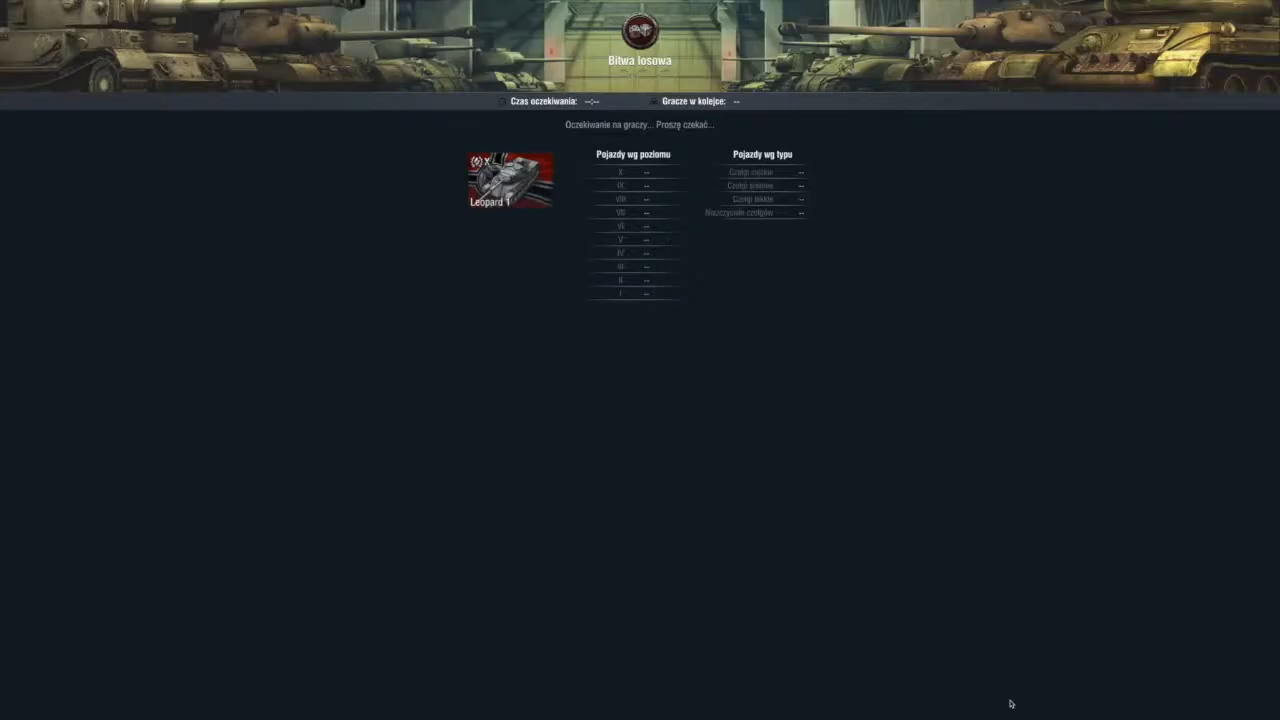 Bitwa losowa
Czas oczekiwania: --:--
Gracze w kolejce: --
Oczekiwanie na graczy... Proszę czekać...
X
Leopard 1
Pojazdy wg poziomu
X --
IX --
VIII --
VII --
VI --
V --
IV --
III --
II --
I --
Pojazdy wg typu
Czołgi ciężkie --
Czołgi średnie --
Czołgi lekkie --
Niszczyciele czołgów --